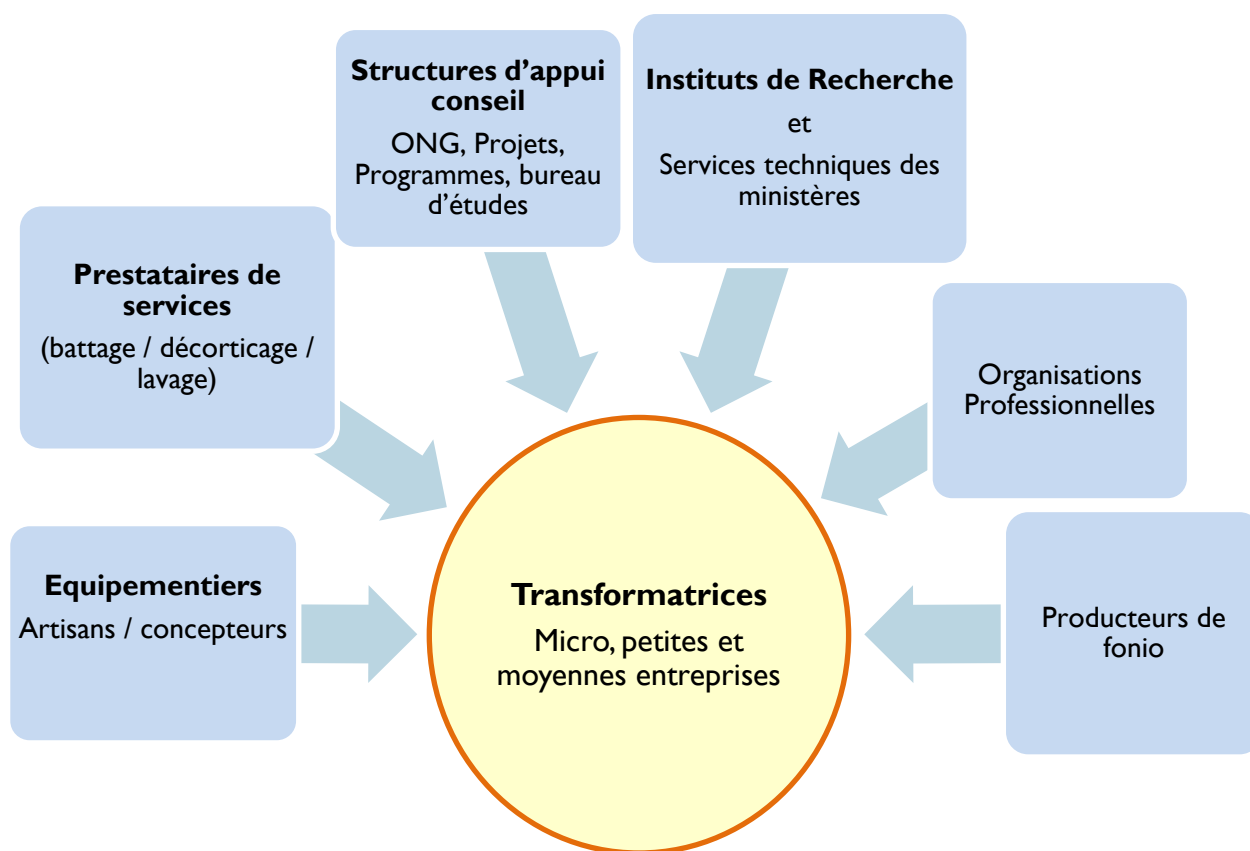 Structures d'appui
conseil
ONG, Projets,
Programmes, bureau
d'études
Instituts de Recherche
et
Services techniques des
ministères
Prestataires de
services
(battage / décorticage /
lavage)
Organisations
Professionnelles
Equipementiers
Artisans / concepteurs
Transformatrices
Micro, petites et
moyennes entreprises
Producteurs de
fonio